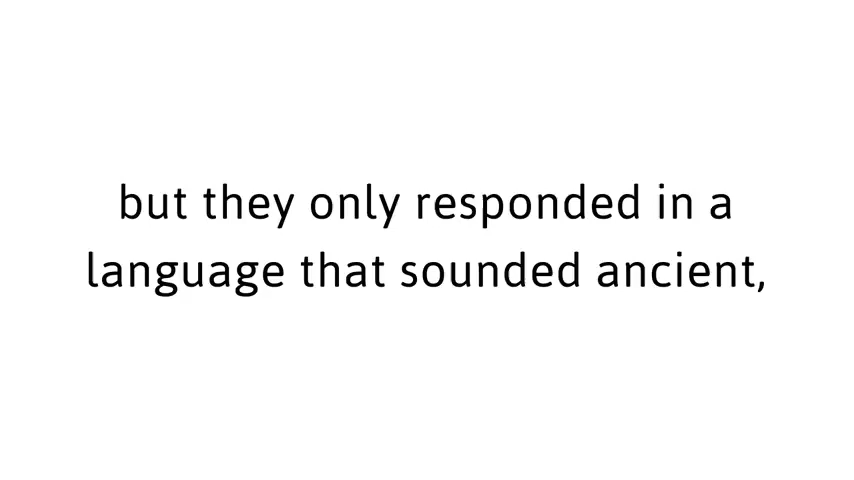 but they only responded in a
language that sounded ancient,